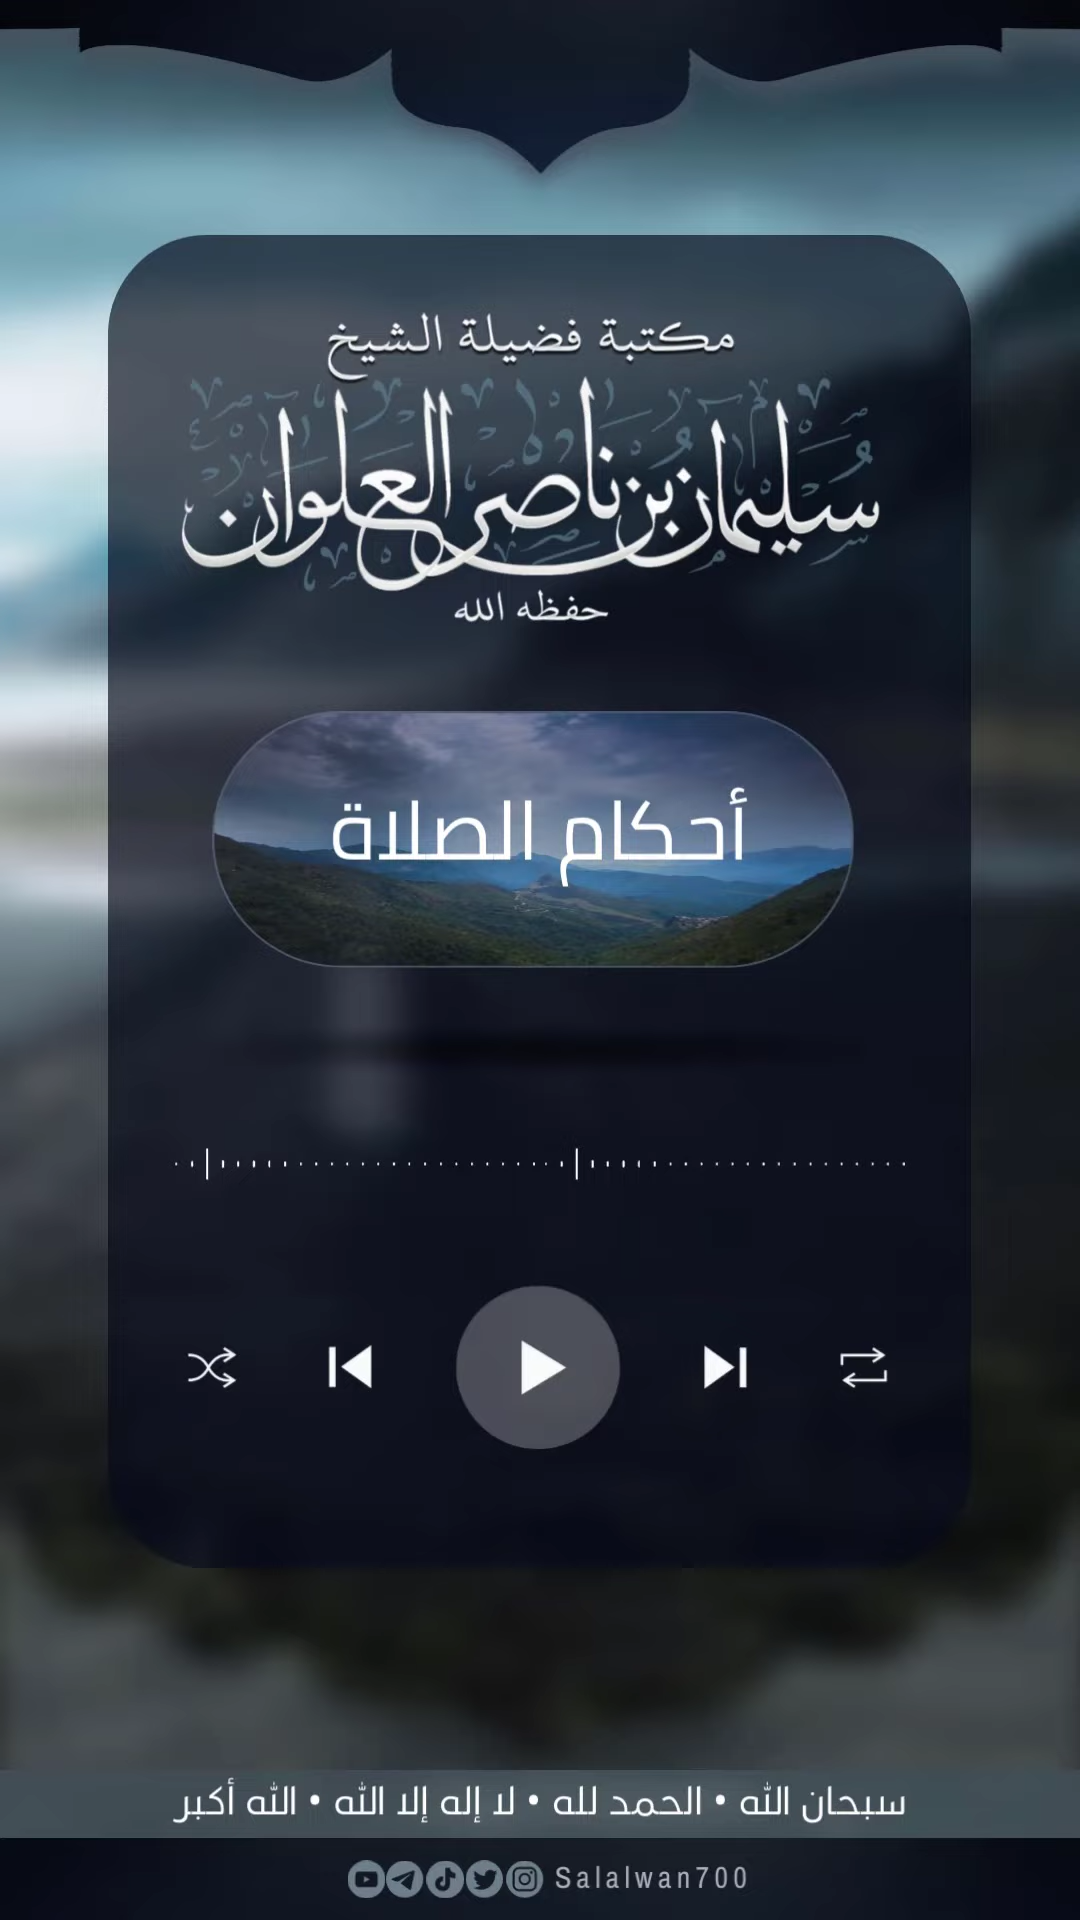 مكتبة فضيلة الشيخ
سليمان بن ناصر العلوان
حفظه الله
أحكام الصلاة
سبحان الله • الحمد لله • لا إله إلا الله • الله أكبر
Salalwan700